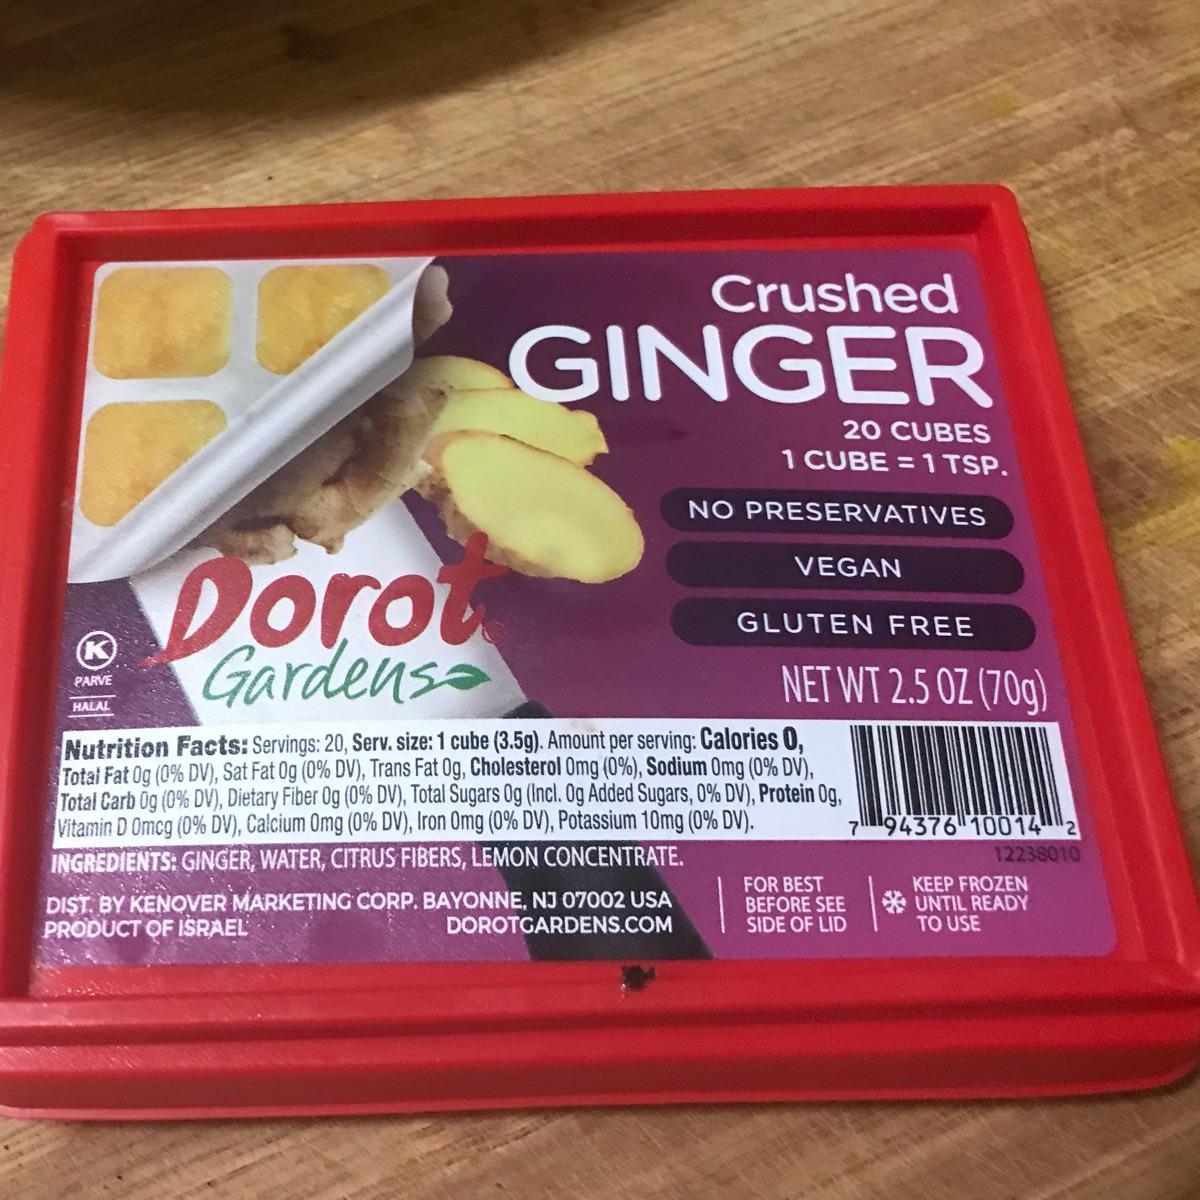 Crushed
GINGER
20 CUBES
1 CUBE = 1 TSP.
NO PRESERVATIVES
VEGAN
GLUTEN FREE
NET WT 2.5 OZ (70g)
Dorot®
Gardens
K
PARVE
HALAL
Nutrition Facts: Servings: 20, Serv. size: 1 cube (3.5g). Amount per serving: Calories 0,
Total Fat 0g (0% DV), Sat Fat 0g (0% DV), Trans Fat 0g, Cholesterol 0mg (0%), Sodium 0mg (0% DV),
Total Carb 0g (0% DV), Dietary Fiber 0g (0% DV), Total Sugars 0g (Incl. 0g Added Sugars, 0% DV), Protein 0g,
Vitamin D 0mcg (0% DV), Calcium 0mg (0% DV), Iron 0mg (0% DV), Potassium 10mg (0% DV).
7 94376 10014 2
12238010
INGREDIENTS: GINGER, WATER, CITRUS FIBERS, LEMON CONCENTRATE.
DIST. BY KENOVER MARKETING CORP. BAYONNE, NJ 07002 USA
PRODUCT OF ISRAEL
DOROTGARDENS.COM
FOR BEST
BEFORE SEE
SIDE OF LID
KEEP FROZEN
UNTIL READY
TO USE